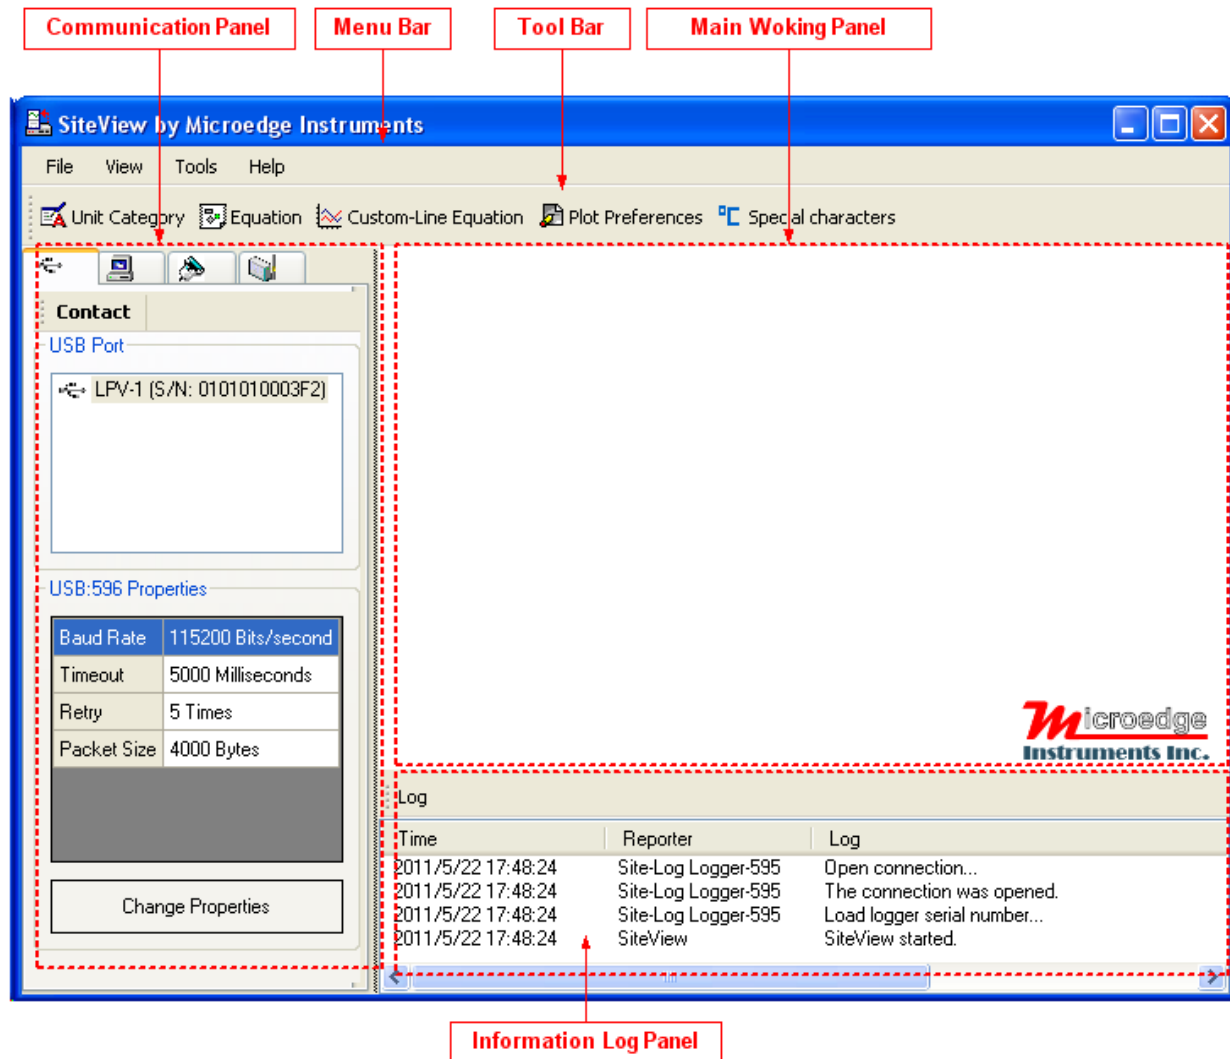 Communication Panel
Menu Bar
Tool Bar
Main Woking Panel
SiteView by Microedge Instruments
File View Tools Help
Unit Category Equation Custom-Line Equation Plot Preferences °C Special characters
Contact
USB Port
LPV-1 (S/N: 0101010003F2)
USB:596 Properties
Baud Rate 115200 Bits/second
Timeout 5000 Milliseconds
Retry 5 Times
Packet Size 4000 Bytes
Change Properties
Microedge
Instruments Inc.
Log
Time Reporter Log
2011/5/22 17:48:24 Site-Log Logger-595 Open connection...
2011/5/22 17:48:24 Site-Log Logger-595 The connection was opened.
2011/5/22 17:48:24 Site-Log Logger-595 Load logger serial number...
2011/5/22 17:48:24 SiteView SiteView started.
Information Log Panel